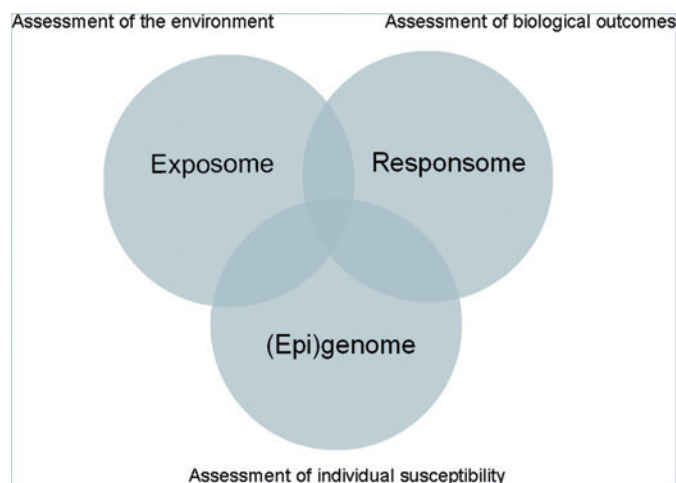 Assessment of the environment
Assessment of biological outcomes
Exposome
Responsome
(Epi)genome
Assessment of individual susceptibility